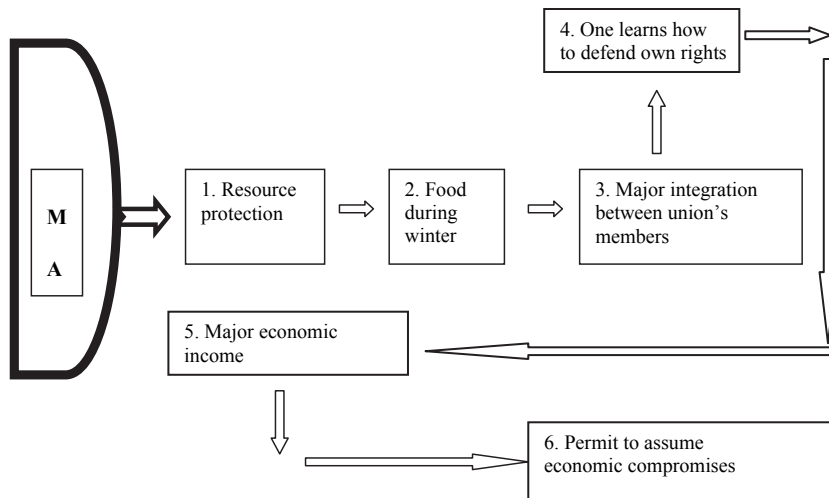 M
A
1. Resource
protection
2. Food
during
winter
3. Major integration
between union’s
members
4. One learns how
to defend own rights
5. Major economic
income
6. Permit to assume
economic compromises